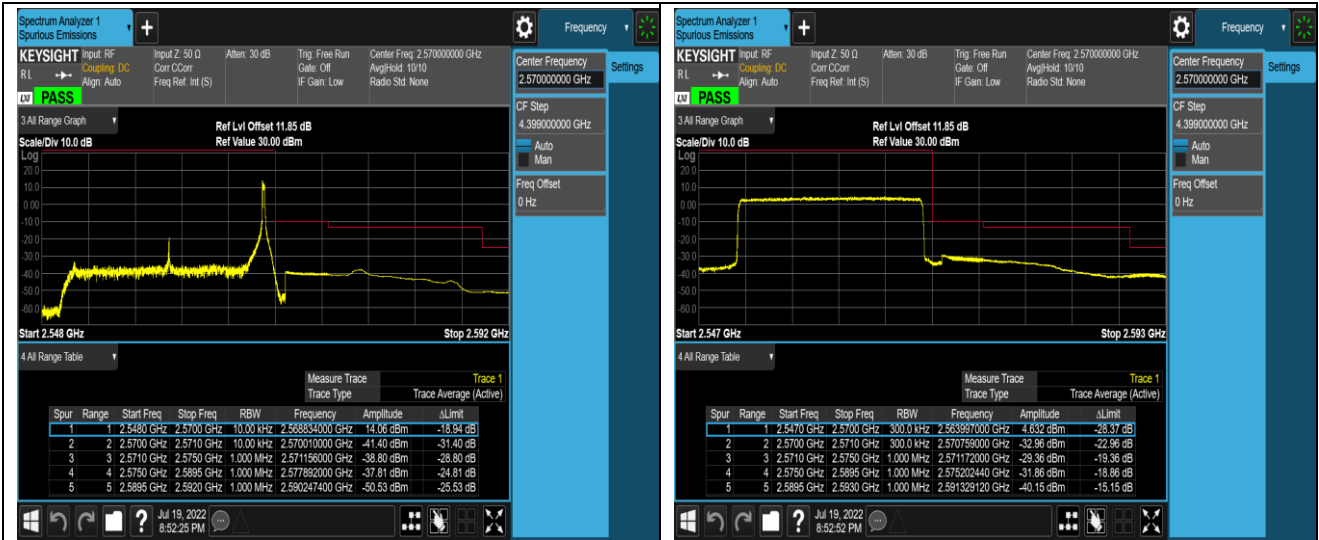 Spectrum Analyzer 1
Spurious Emissions
+
Frequency
KEYSIGHT Input: RF Input Z: 50 Ω Atten: 30 dB Trig: Free Run Center Freq: 2.570000000 GHz
Coupling: DC Corr CCorr Gate: Off Avg|Hold: 10/10
RL Align: Auto Freq Ref: Int (S) IF Gain: Low Radio Std: None
LXI PASS
3 All Range Graph
Ref Lvl Offset 11.85 dB
Scale/Div 10.0 dB Ref Value 30.00 dBm
Log
20.0
10.0
0.00
-10.0
-20.0
-30.0
-40.0
-50.0
-60.0
Start 2.548 GHz Stop 2.592 GHz
4 All Range Table
Measure Trace Trace 1
Trace Type Trace Average (Active)
Spur Range Start Freq Stop Freq RBW Frequency Amplitude ΔLimit
1 1 2.5480 GHz 2.5700 GHz 10.00 kHz 2.568834000 GHz 14.06 dBm -18.94 dB
2 2 2.5700 GHz 2.5710 GHz 10.00 kHz 2.570010000 GHz -41.40 dBm -31.40 dB
3 3 2.5710 GHz 2.5750 GHz 1.000 MHz 2.571156000 GHz -38.80 dBm -28.80 dB
4 4 2.5750 GHz 2.5895 GHz 1.000 MHz 2.577892000 GHz -37.81 dBm -24.81 dB
5 5 2.5895 GHz 2.5920 GHz 1.000 MHz 2.590247400 GHz -50.53 dBm -25.53 dB
? Jul 19, 2022
8:52:25 PM
Center Frequency
2.570000000 GHz
Settings
CF Step
4.399000000 GHz
Auto
Man
Freq Offset
0 Hz
Spectrum Analyzer 1
Spurious Emissions
+
Frequency
KEYSIGHT Input: RF Input Z: 50 Ω Atten: 30 dB Trig: Free Run Center Freq: 2.570000000 GHz
Coupling: DC Corr CCorr Gate: Off Avg|Hold: 10/10
RL Align: Auto Freq Ref: Int (S) IF Gain: Low Radio Std: None
LXI PASS
3 All Range Graph
Ref Lvl Offset 11.85 dB
Scale/Div 10.0 dB Ref Value 30.00 dBm
Log
20.0
10.0
0.00
-10.0
-20.0
-30.0
-40.0
-50.0
-60.0
Start 2.547 GHz Stop 2.593 GHz
4 All Range Table
Measure Trace Trace 1
Trace Type Trace Average (Active)
Spur Range Start Freq Stop Freq RBW Frequency Amplitude ΔLimit
1 1 2.5470 GHz 2.5700 GHz 300.0 kHz 2.563997000 GHz 4.632 dBm -28.37 dB
2 2 2.5700 GHz 2.5710 GHz 300.0 kHz 2.570759000 GHz -32.96 dBm -22.96 dB
3 3 2.5710 GHz 2.5750 GHz 1.000 MHz 2.571172000 GHz -29.36 dBm -19.36 dB
4 4 2.5750 GHz 2.5895 GHz 1.000 MHz 2.575202440 GHz -31.86 dBm -18.86 dB
5 5 2.5895 GHz 2.5930 GHz 1.000 MHz 2.591329120 GHz -40.15 dBm -15.15 dB
? Jul 19, 2022
8:52:52 PM
Center Frequency
2.570000000 GHz
Settings
CF Step
4.399000000 GHz
Auto
Man
Freq Offset
0 Hz